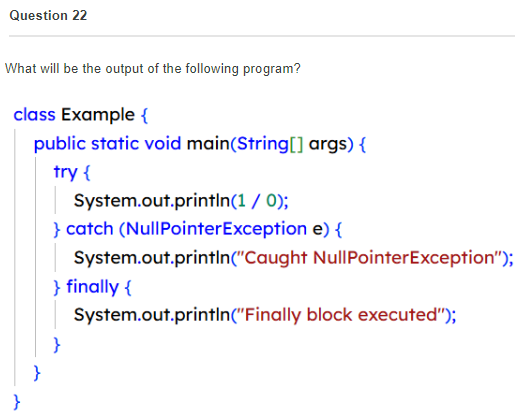 Question 22
What will be the output of the following program?
class Example {
public static void main(String[] args) {
try {
System.out.println(1 / 0);
} catch (NullPointerException e) {
System.out.println("Caught NullPointerException");
} finally {
System.out.println("Finally block executed");
}
}
}